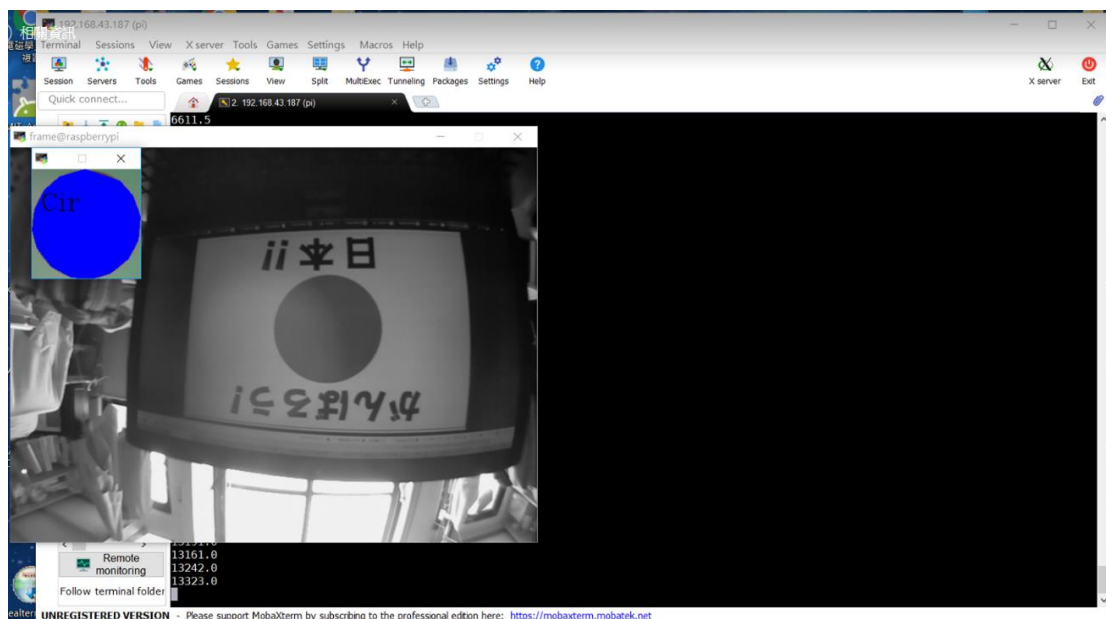 相關資訊
192.168.43.187 (pi)
Terminal Sessions View X server Tools Games Settings Macros Help
Session Servers Tools Games Sessions View Split MultiExec Tunneling Packages Settings Help X server Exit
Quick connect...
2. 192.168.43.187 (pi)
6611.5
frame@raspberrypi
Cir
がんばろう!
日本!!
13161.0
13242.0
13323.0
Remote
monitoring
Follow terminal folder
UNREGISTERED VERSION - Please support MobaXterm by subscribing to the professional edition here: https://mobaxterm.mobatek.net